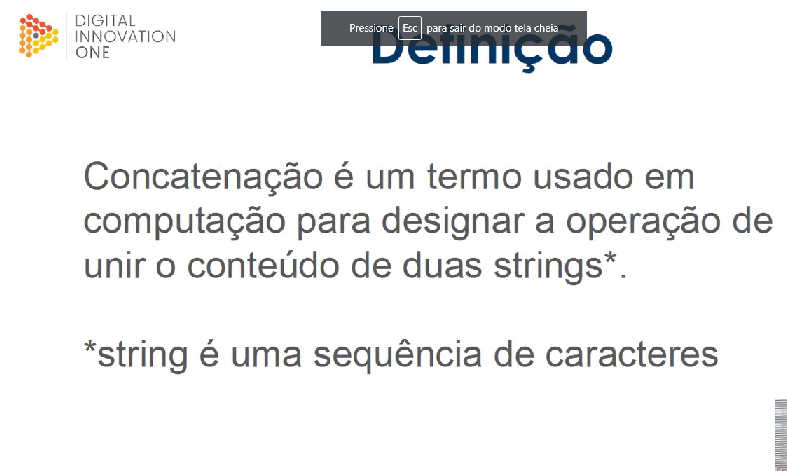 DIGITAL
INNOVATION
ONE
Pressione Esc para sair do modo tela cheia
Definição
Concatenação é um termo usado em
computação para designar a operação de
unir o conteúdo de duas strings*.
*string é uma sequência de caracteres